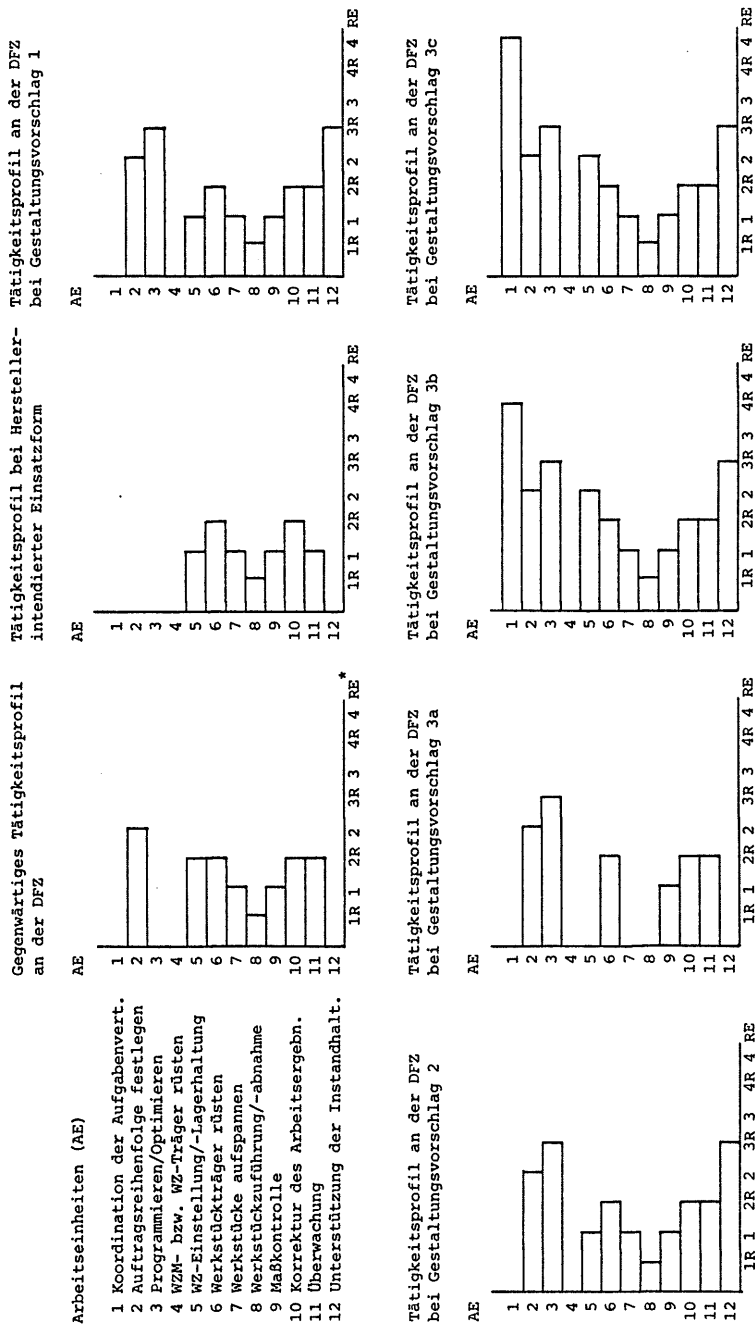 Arbeitseinheiten (AE)
1 Koordination der Aufgabenvert.
2 Auftragsreihenfolge festlegen
3 Programmieren/Optimieren
4 WZM- bzw. WZ-Träger rüsten
5 WZ-Einstellung/-Lagerhaltung
6 Werkstückträger rüsten
7 Werkstücke aufspannen
8 Werkstückzuführung/-abnahme
9 Maßkontrolle
10 Korrektur des Arbeitsergebn.
11 Überwachung
12 Unterstützung der Instandhalt.
Gegenwärtiges Tätigkeitsprofil
an der DFZ
AE
1
2
3
4
5
6
7
8
9
10
11
12
1R 1 2R 2 3R 3 4R 4 RE*
Tätigkeitsprofil bei Hersteller-
intendierter Einsatzform
AE
1
2
3
4
5
6
7
8
9
10
11
12
1R 1 2R 2 3R 3 4R 4 RE
Tätigkeitsprofil an der DFZ
bei Gestaltungsvorschlag 1
AE
1
2
3
4
5
6
7
8
9
10
11
12
1R 1 2R 2 3R 3 4R 4 RE
Tätigkeitsprofil an der DFZ
bei Gestaltungsvorschlag 2
AE
1
2
3
4
5
6
7
8
9
10
11
12
1R 1 2R 2 3R 3 4R 4 RE
Tätigkeitsprofil an der DFZ
bei Gestaltungsvorschlag 3a
AE
1
2
3
4
5
6
7
8
9
10
11
12
1R 1 2R 2 3R 3 4R 4 RE
Tätigkeitsprofil an der DFZ
bei Gestaltungsvorschlag 3b
AE
1
2
3
4
5
6
7
8
9
10
11
12
1R 1 2R 2 3R 3 4R 4 RE
Tätigkeitsprofil an der DFZ
bei Gestaltungsvorschlag 3c
AE
1
2
3
4
5
6
7
8
9
10
11
12
1R 1 2R 2 3R 3 4R 4 RE